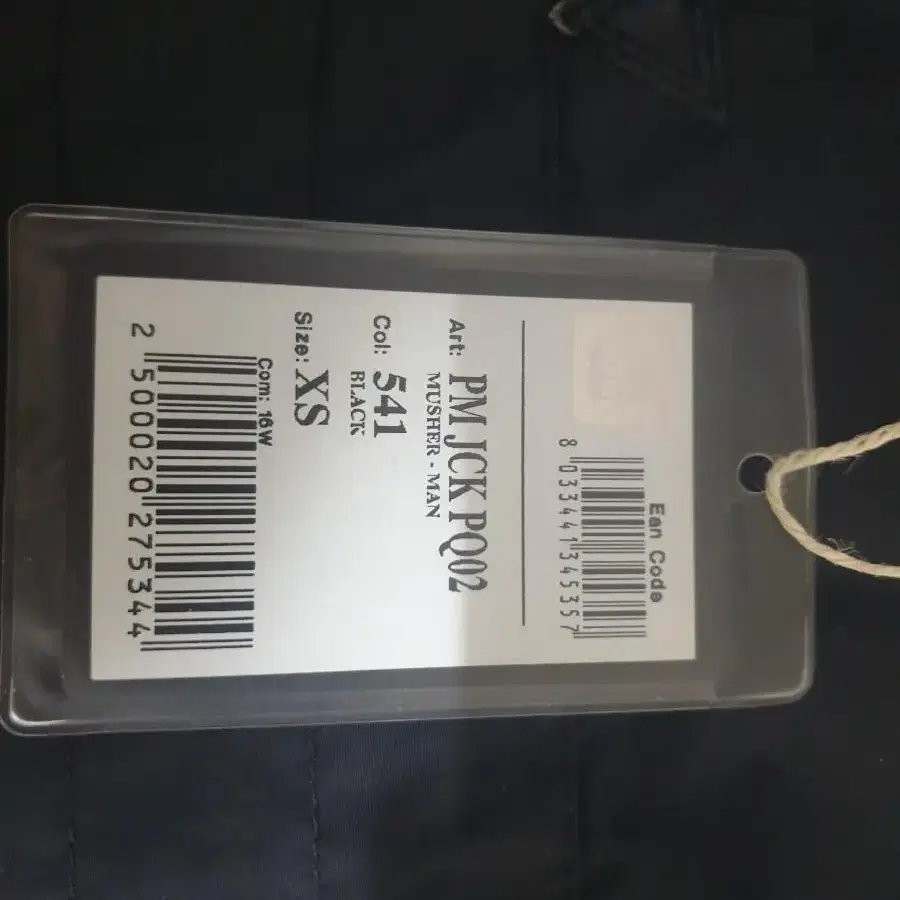 Ean Code
8 033441 345357
Art: PM JCK PQ02
MUSHER - MAN
Col: 541
BLACK
Size: XS
Com: 16W
2 500020 275344